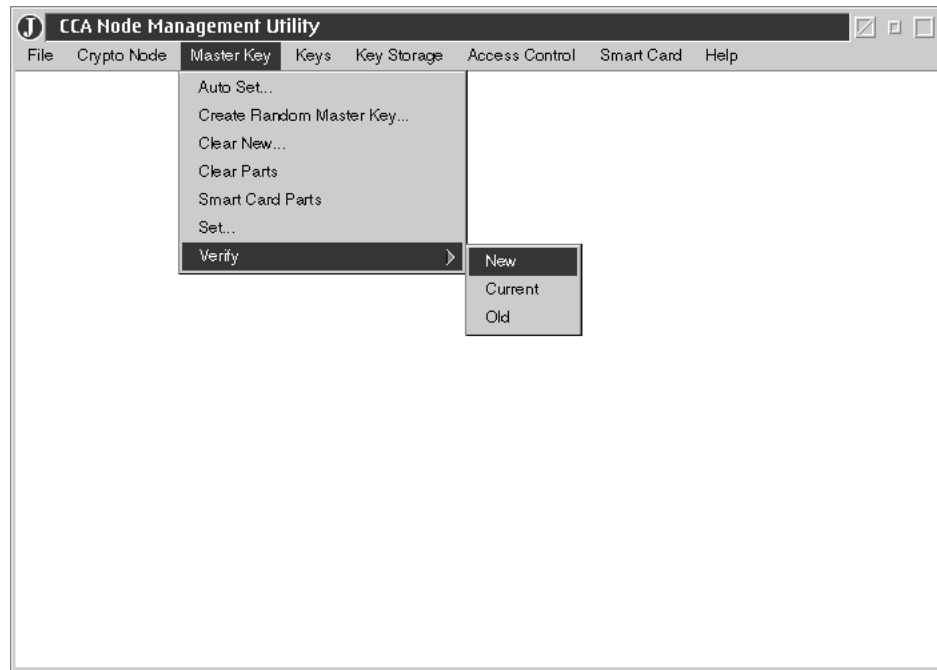 J CCA Node Management Utility
File Crypto Node Master Key Keys Key Storage Access Control Smart Card Help
Auto Set...
Create Random Master Key...
Clear New...
Clear Parts
Smart Card Parts
Set...
Verify
New
Current
Old